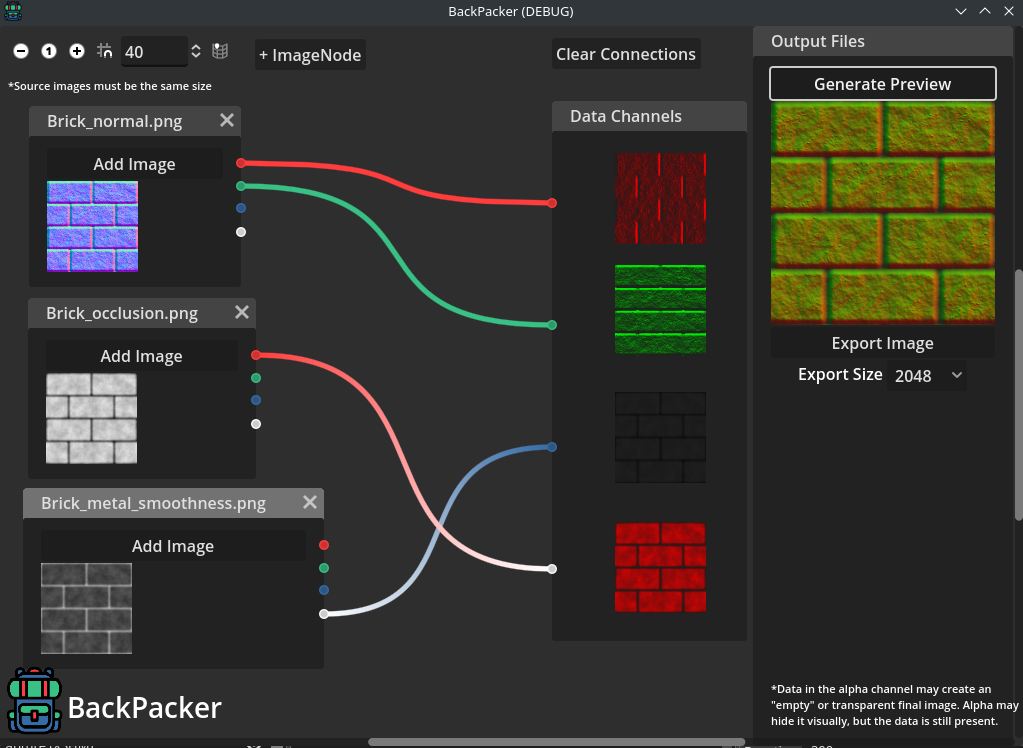 BackPacker (DEBUG)
1
40
+ ImageNode
Clear Connections
Output Files
*Source images must be the same size
Generate Preview
Brick_normal.png
Add Image
Data Channels
Brick_occlusion.png
Add Image
Export Image
Export Size 2048
Brick_metal_smoothness.png
Add Image
*Data in the alpha channel may create an
"empty" or transparent final image. Alpha may
hide it visually, but the data is still present.
BackPacker